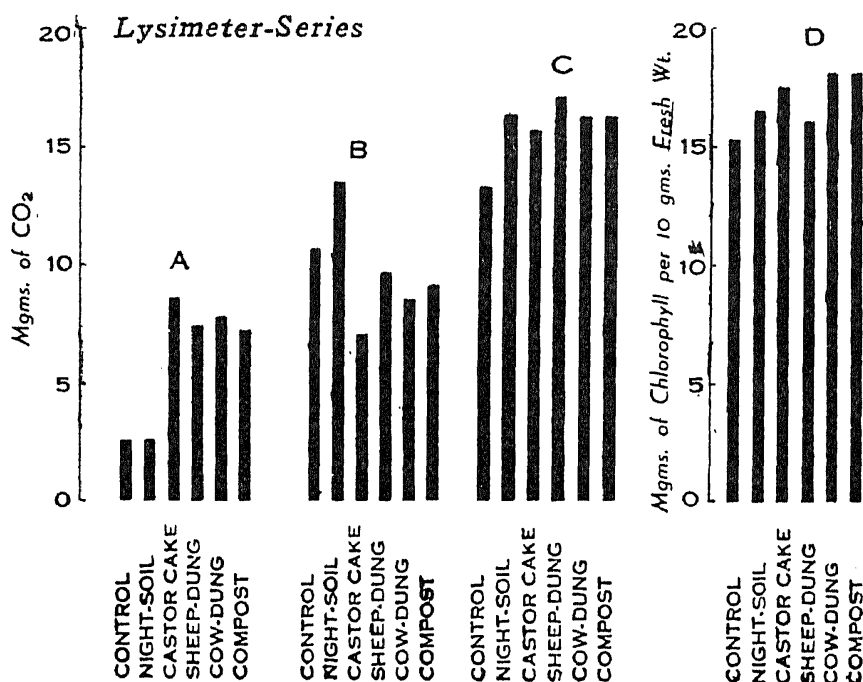 Lysimeter-Series
Mgms. of CO₂
20
15
10
5
0
A
B
C
CONTROL
NIGHT-SOIL
CASTOR CAKE
SHEEP-DUNG
COW-DUNG
COMPOST
CONTROL
NIGHT-SOIL
CASTOR CAKE
SHEEP-DUNG
COW-DUNG
COMPOST
CONTROL
NIGHT-SOIL
CASTOR CAKE
SHEEP-DUNG
COW-DUNG
COMPOST
Mgms. of Chlorophyll per 10 gms. Fresh Wt.
20
15
10
5
0
D
CONTROL
NIGHT-SOIL
CASTOR CAKE
SHEEP-DUNG
COW-DUNG
COMPOST